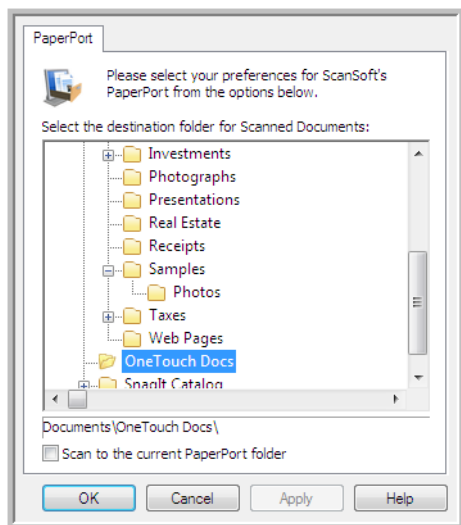 PaperPort
Please select your preferences for ScanSoft's
PaperPort from the options below.
Select the destination folder for Scanned Documents:
Investments
Photographs
Presentations
Real Estate
Receipts
Samples
Photos
Taxes
Web Pages
OneTouch Docs
SnagIt Catalog
Documents\OneTouch Docs\
Scan to the current PaperPort folder
OK Cancel Apply Help